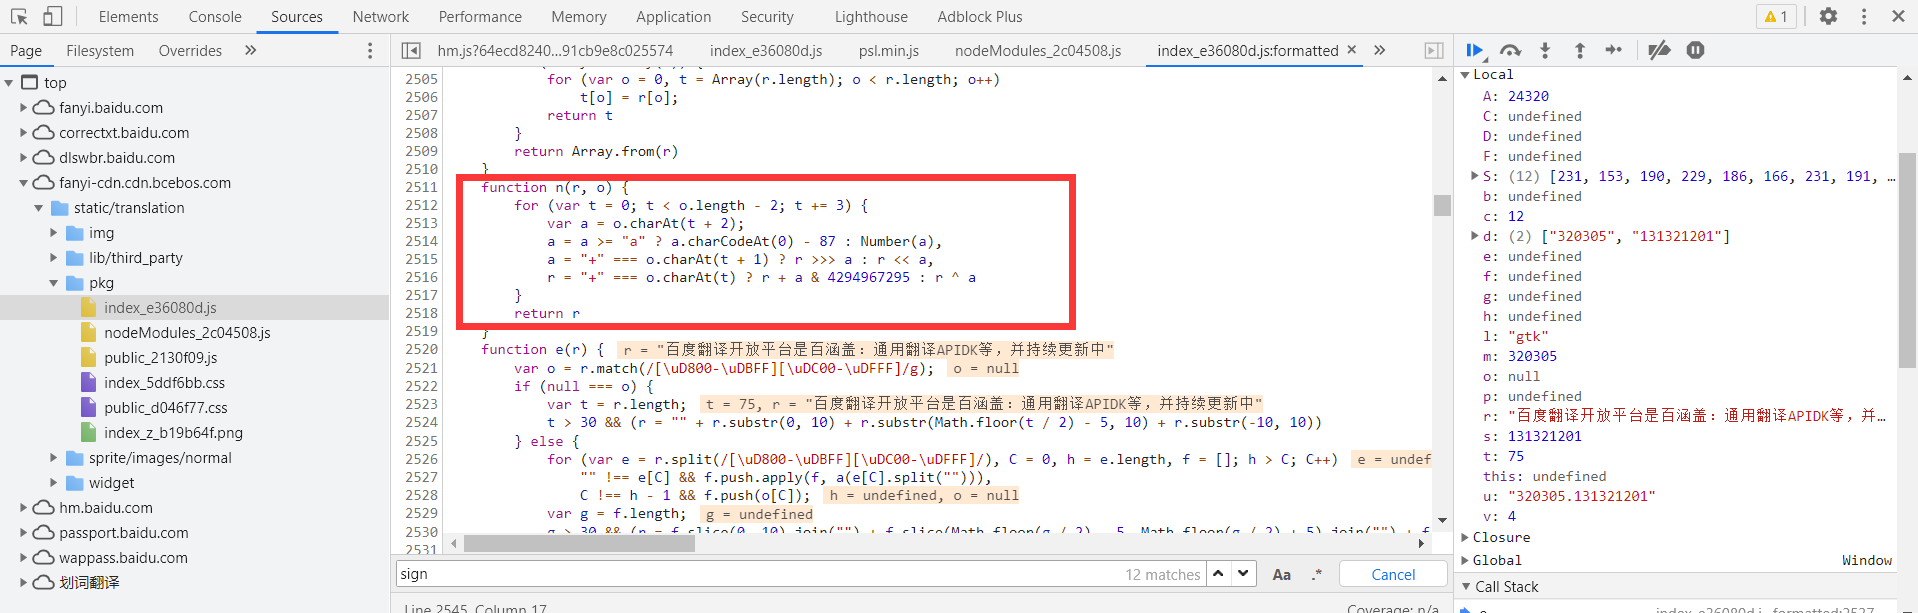 Elements Console Sources Network Performance Memory Application Security Lighthouse Adblock Plus 1
Page Filesystem Overrides
hm.js?64ecd8240...91cb9e8c025574 index_e36080d.js psl.min.js nodeModules_2c04508.js index_e36080d.js:formatted
top
fanyi.baidu.com
correctxt.baidu.com
dlswbr.baidu.com
fanyi-cdn.cdn.bcebos.com
static/translation
img
lib/third_party
pkg
index_e36080d.js
nodeModules_2c04508.js
public_2130f09.js
index_5ddf6bb.css
public_d046f77.css
index_z_b19b64f.png
sprite/images/normal
widget
hm.baidu.com
passport.baidu.com
wappass.baidu.com
划词翻译
2505 for (var o = 0, t = Array(r.length); o < r.length; o++)
2506 t[o] = r[o];
2507 return t
2508 }
2509 return Array.from(r)
2510 }
2511 function n(r, o) {
2512 for (var t = 0; t < o.length - 2; t += 3) {
2513 var a = o.charAt(t + 2);
2514 a = a >= "a" ? a.charCodeAt(0) - 87 : Number(a),
2515 a = "+" === o.charAt(t + 1) ? r >>> a : r << a,
2516 r = "+" === o.charAt(t) ? r + a & 4294967295 : r ^ a
2517 }
2518 return r
2519 }
2520 function e(r) { r = "百度翻译开放平台是百涵盖：通用翻译APIDK等，并持续更新中"
2521 var o = r.match(/[\uD800-\uDBFF][\uDC00-\uDFFF]/g); o = null
2522 if (null === o) {
2523 var t = r.length; t = 75, r = "百度翻译开放平台是百涵盖：通用翻译APIDK等，并持续更新中"
2524 t > 30 && (r = "" + r.substr(0, 10) + r.substr(Math.floor(t / 2) - 5, 10) + r.substr(-10, 10))
2525 } else {
2526 for (var e = r.split(/[\uD800-\uDBFF][\uDC00-\uDFFF]/), C = 0, h = e.length, f = []; h > C; C++) e = undef
2527 "" !== e[C] && f.push.apply(f, a(e[C].split(""))),
2528 C !== h - 1 && f.push(o[C]); h = undefined, o = null
2529 var g = f.length; g = undefined
2530 g > 30 && (r = f.slice(0, 10).join("") + f.slice(Math.floor(g / 2) - 5, Math.floor(g / 2) + 5).join("") + f
2531
sign 12 matches Aa .* Cancel
Line 2545, Column 17 Coverage: n/a
Local
A: 24320
C: undefined
D: undefined
F: undefined
S: (12) [231, 153, 190, 229, 186, 166, 231, 191, …
b: undefined
c: 12
d: (2) ["320305", "131321201"]
e: undefined
f: undefined
g: undefined
h: undefined
l: "gtk"
m: 320305
o: null
p: undefined
r: "百度翻译开放平台是百涵盖：通用翻译APIDK等，并…
s: 131321201
t: 75
this: undefined
u: "320305.131321201"
v: 4
Closure
Global Window
Call Stack